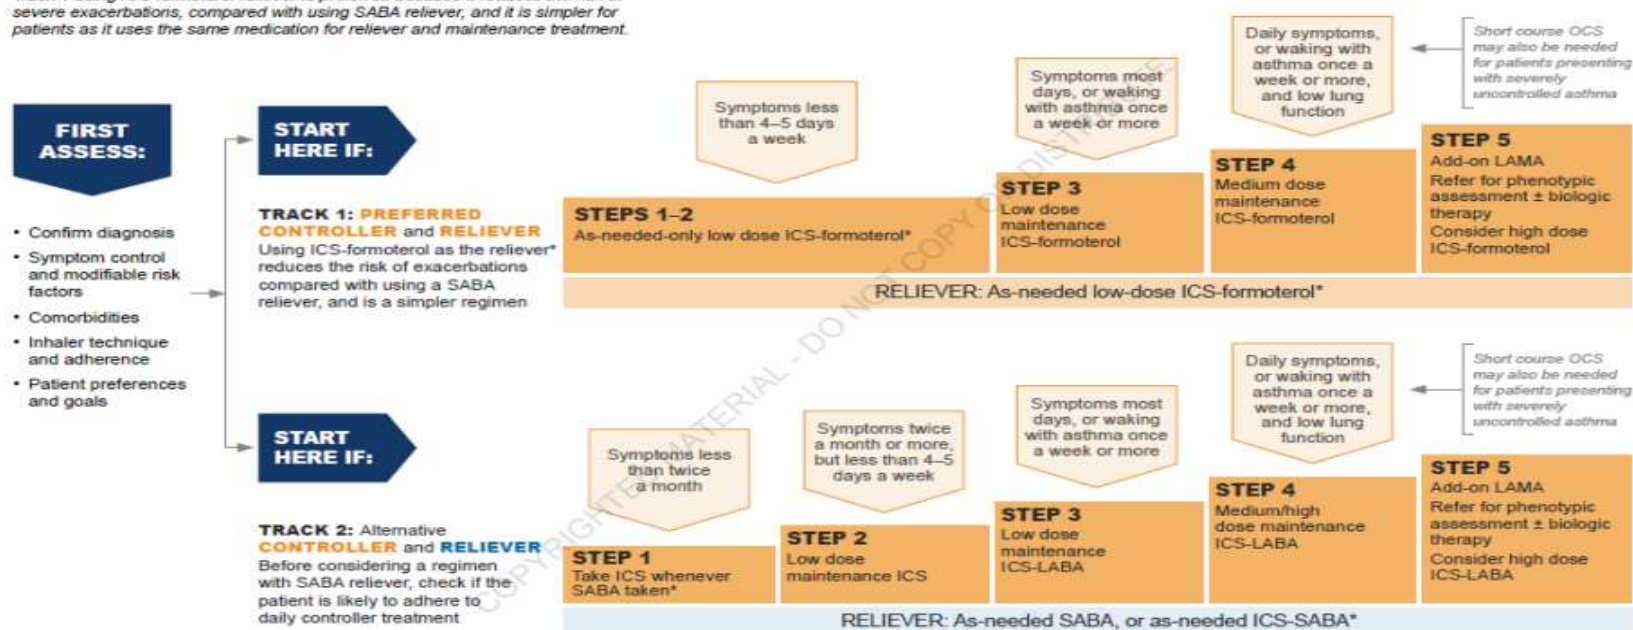 severe exacerbations, compared with using SABA reliever, and it is simpler for
patients as it uses the same medication for reliever and maintenance treatment.
FIRST
ASSESS:
• Confirm diagnosis
• Symptom control
and modifiable risk
factors
• Comorbidities
• Inhaler technique
and adherence
• Patient preferences
and goals
START
HERE IF:
TRACK 1: PREFERRED
CONTROLLER and RELIEVER
Using ICS-formoterol as the reliever*
reduces the risk of exacerbations
compared with using a SABA
reliever, and is a simpler regimen
Symptoms less
than 4–5 days
a week
Symptoms most
days, or waking
with asthma once
a week or more
Daily symptoms,
or waking with
asthma once a
week or more,
and low lung
function
Short course OCS
may also be needed
for patients presenting
with severely
uncontrolled asthma
STEPS 1–2
As-needed-only low dose ICS-formoterol*
STEP 3
Low dose
maintenance
ICS-formoterol
STEP 4
Medium dose
maintenance
ICS-formoterol
STEP 5
Add-on LAMA
Refer for phenotypic
assessment ± biologic
therapy
Consider high dose
ICS-formoterol
RELIEVER: As-needed low-dose ICS-formoterol*
START
HERE IF:
TRACK 2: Alternative
CONTROLLER and RELIEVER
Before considering a regimen
with SABA reliever, check if the
patient is likely to adhere to
daily controller treatment
Symptoms less
than twice
a month
Symptoms twice
a month or more,
but less than 4–5
days a week
Symptoms most
days, or waking
with asthma once
a week or more
Daily symptoms,
or waking with
asthma once a
week or more,
and low lung
function
Short course OCS
may also be needed
for patients presenting
with severely
uncontrolled asthma
STEP 1
Take ICS whenever
SABA taken*
STEP 2
Low dose
maintenance ICS
STEP 3
Low dose
maintenance
ICS-LABA
STEP 4
Medium/high
dose maintenance
ICS-LABA
STEP 5
Add-on LAMA
Refer for phenotypic
assessment ± biologic
therapy
Consider high dose
ICS-LABA
RELIEVER: As-needed SABA, or as-needed ICS-SABA*
COPYRIGHTED MATERIAL - DO NOT COPY OR DISTRIBUTE